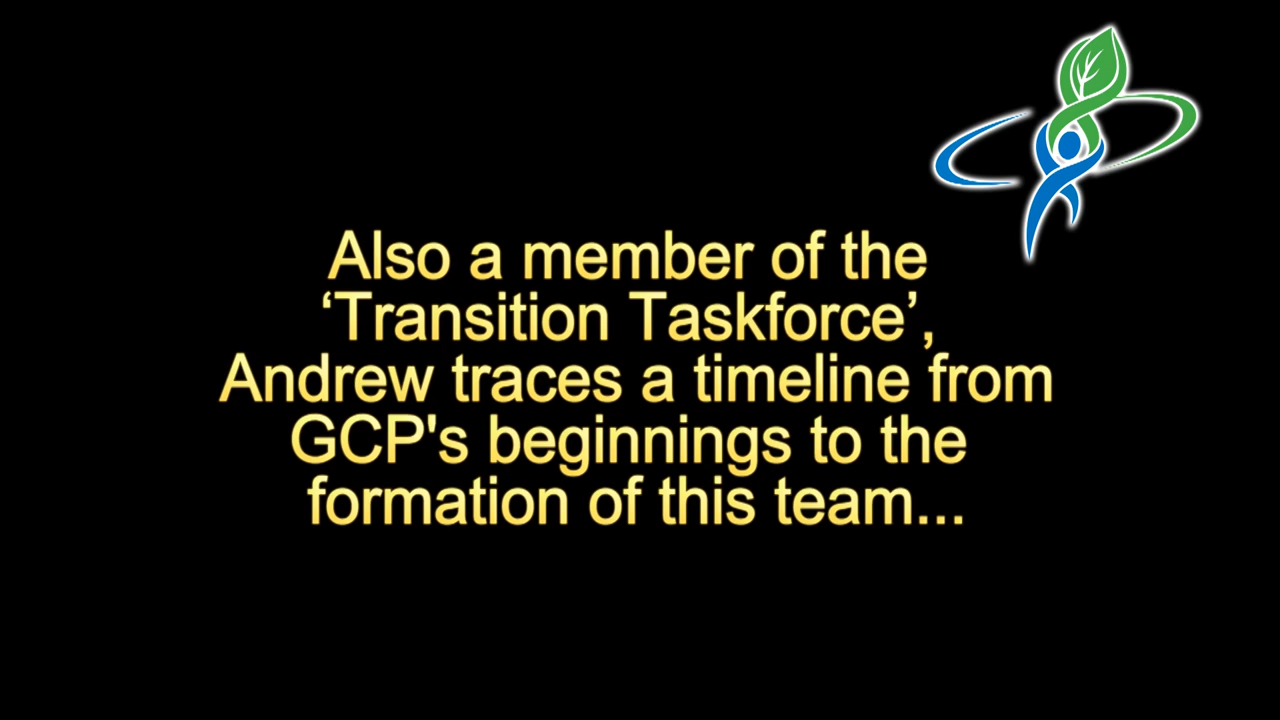 Also a member of the
‘Transition Taskforce’,
Andrew traces a timeline from
GCP's beginnings to the
formation of this team...